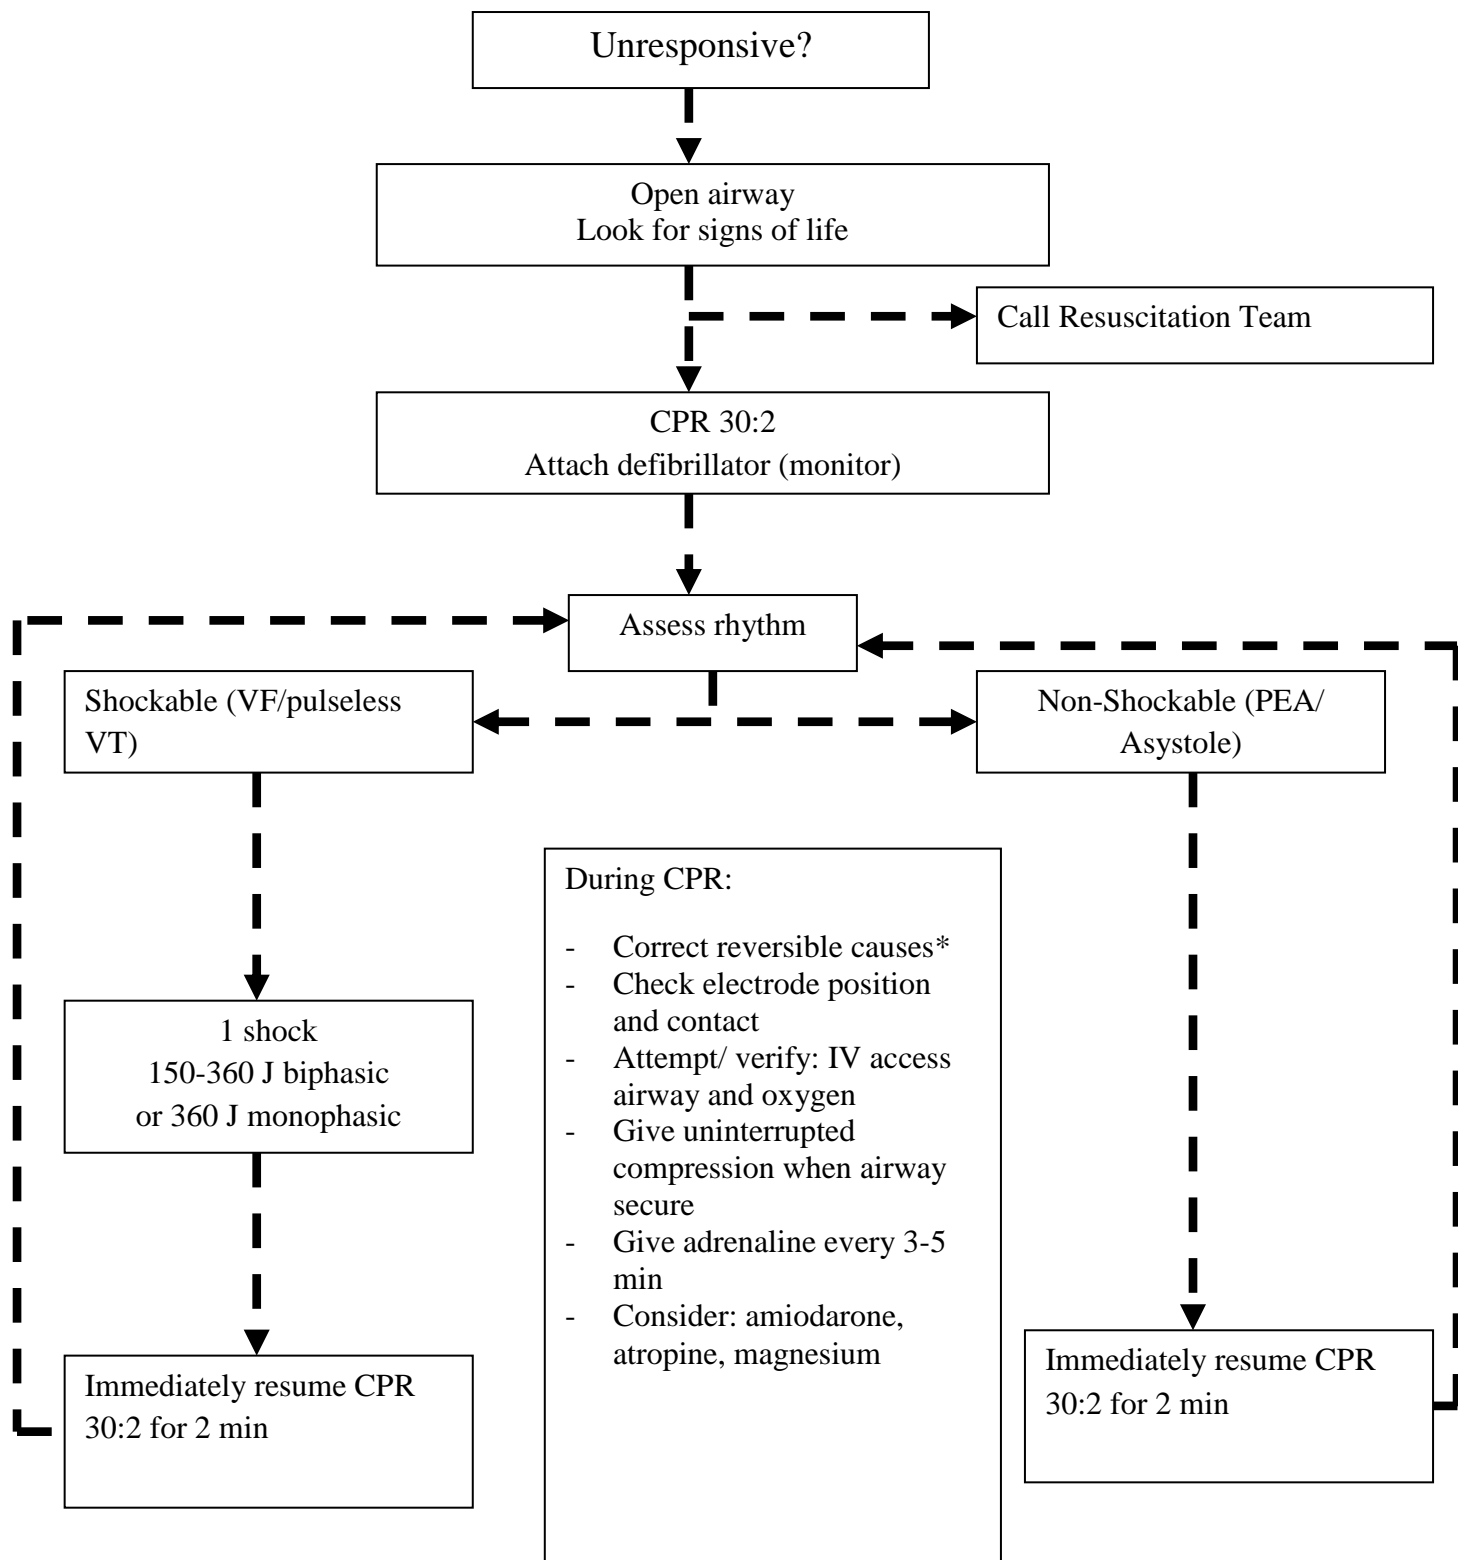 Unresponsive?
Open airway
Look for signs of life
Call Resuscitation Team
CPR 30:2
Attach defibrillator (monitor)
Assess rhythm
Shockable (VF/pulseless
VT)
Non-Shockable (PEA/
Asystole)
1 shock
150-360 J biphasic
or 360 J monophasic
Immediately resume CPR
30:2 for 2 min
During CPR:
- Correct reversible causes*
- Check electrode position
and contact
- Attempt/ verify: IV access
airway and oxygen
- Give uninterrupted
compression when airway
secure
- Give adrenaline every 3-5
min
- Consider: amiodarone,
atropine, magnesium
Immediately resume CPR
30:2 for 2 min